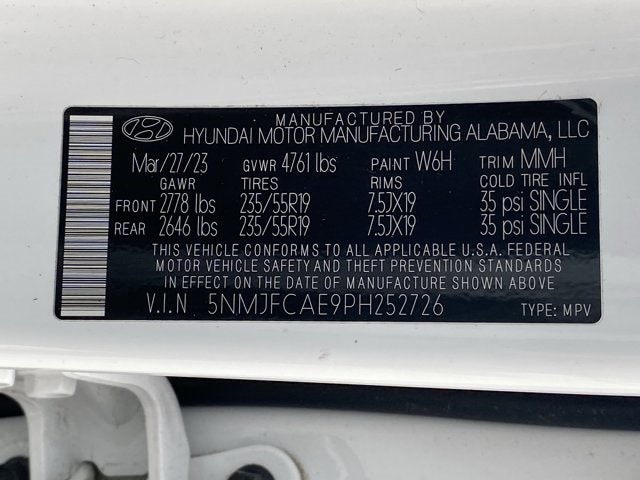 MANUFACTURED BY
HYUNDAI MOTOR MANUFACTURING ALABAMA, LLC
Mar/27/23 GVWR 4761 lbs PAINT W6H TRIM MMH
GAWR TIRES RIMS COLD TIRE INFL
FRONT 2778 lbs 235/55R19 7.5JX19 35 psi SINGLE
REAR 2646 lbs 235/55R19 7.5JX19 35 psi SINGLE
THIS VEHICLE CONFORMS TO ALL APPLICABLE U.S.A. FEDERAL
MOTOR VEHICLE SAFETY AND THEFT PREVENTION STANDARDS
IN EFFECT ON THE DATE OF MANUFACTURE SHOWN ABOVE.
V.I.N 5NMJFCAE9PH252726 TYPE: MPV